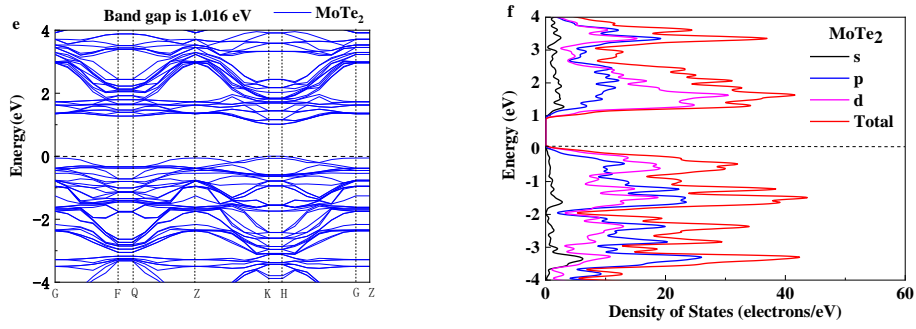 e
Band gap is 1.016 eV
MoTe2
Energy(eV)
4
2
0
−2
−4
G
F
Q
Z
K
H
G
Z
f
MoTe2
s
p
d
Total
Energy (eV)
4
3
2
1
0
-1
-2
-3
-4
0
20
40
60
Density of States (electrons/eV)